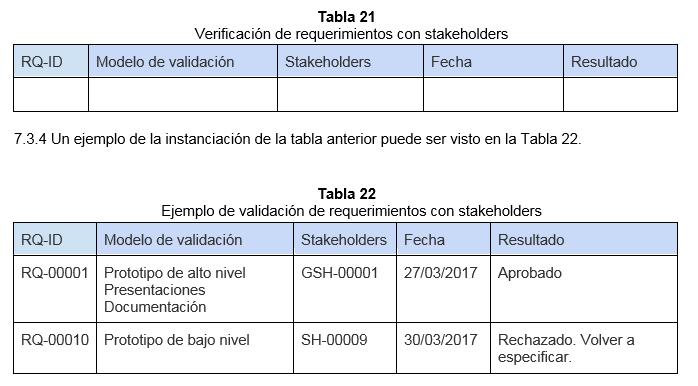 Tabla 21
Verificación de requerimientos con stakeholders
RQ-ID Modelo de validación Stakeholders Fecha Resultado
7.3.4 Un ejemplo de la instanciación de la tabla anterior puede ser visto en la Tabla 22.
Tabla 22
Ejemplo de validación de requerimientos con stakeholders
RQ-ID Modelo de validación Stakeholders Fecha Resultado
RQ-00001 Prototipo de alto nivel GSH-00001 27/03/2017 Aprobado
Presentaciones
Documentación
RQ-00010 Prototipo de bajo nivel SH-00009 30/03/2017 Rechazado. Volver a
especificar.